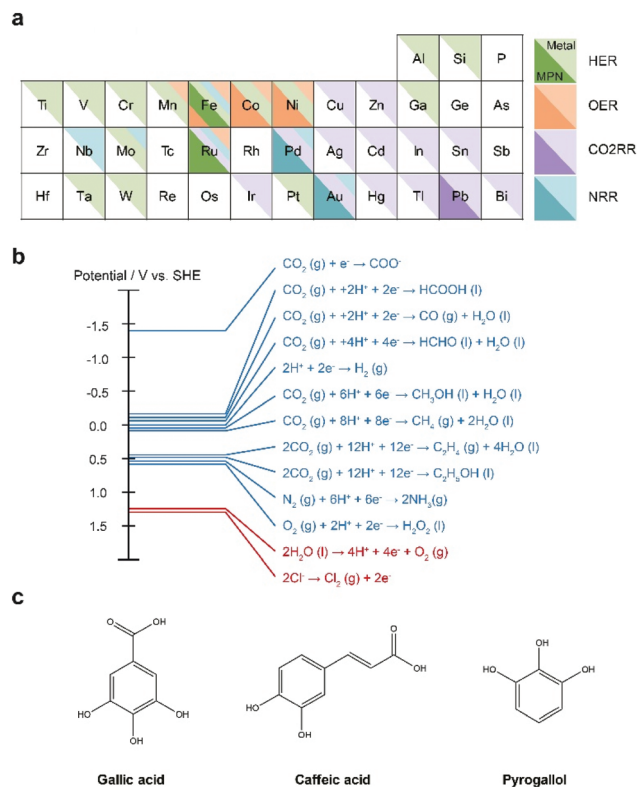 a
Al Si P
Metal
MPN
HER
Ti V Cr Mn Fe Co Ni Cu Zn Ga Ge As
OER
Zr Nb Mo Tc Ru Rh Pd Ag Cd In Sn Sb
CO2RR
Hf Ta W Re Os Ir Pt Au Hg Tl Pb Bi
NRR
b
Potential / V vs. SHE
CO₂ (g) + e⁻ → COO⁻
CO₂ (g) + +2H⁺ + 2e⁻ → HCOOH (l)
CO₂ (g) + +2H⁺ + 2e⁻ → CO (g) + H₂O (l)
CO₂ (g) + +4H⁺ + 4e⁻ → HCHO (l) + H₂O (l)
2H⁺ + 2e⁻ → H₂ (g)
CO₂ (g) + 6H⁺ + 6e → CH₃OH (l) + H₂O (l)
CO₂ (g) + 8H⁺ + 8e⁻ → CH₄ (g) + 2H₂O (l)
2CO₂ (g) + 12H⁺ + 12e⁻ → C₂H₄ (g) + 4H₂O (l)
2CO₂ (g) + 12H⁺ + 12e⁻ → C₂H₅OH (l)
N₂ (g) + 6H⁺ + 6e⁻ → 2NH₃(g)
O₂ (g) + 2H⁺ + 2e⁻ → H₂O₂ (l)
2H₂O (l) → 4H⁺ + 4e⁻ + O₂ (g)
2Cl⁻ → Cl₂ (g) + 2e⁻
-1.5
-1.0
-0.5
0.0
0.5
1.0
1.5
c
O OH
HO OH
OH
Gallic acid
O
OH
HO
OH
Caffeic acid
OH
HO OH
Pyrogallol